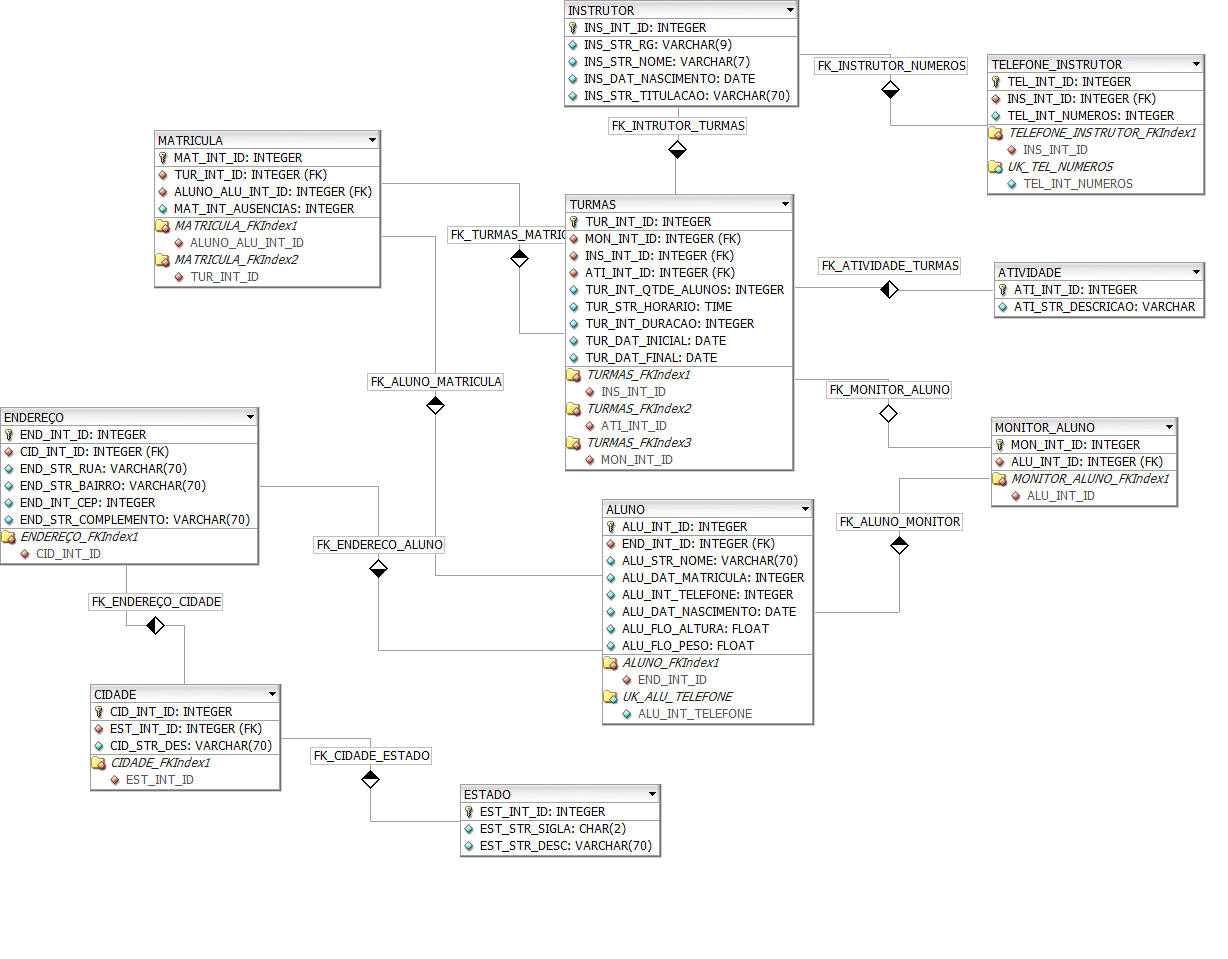 INSTRUTOR
INS_INT_ID: INTEGER
INS_STR_RG: VARCHAR(9)
INS_STR_NOME: VARCHAR(7)
INS_DAT_NASCIMENTO: DATE
INS_STR_TITULACAO: VARCHAR(70)
FK_INSTRUTOR_NUMEROS
TELEFONE_INSTRUTOR
TEL_INT_ID: INTEGER
INS_INT_ID: INTEGER (FK)
TEL_INT_NUMEROS: INTEGER
TELEFONE_INSTRUTOR_FKIndex1
INS_INT_ID
UK_TEL_NUMEROS
TEL_INT_NUMEROS
FK_INTRUTOR_TURMAS
MATRICULA
MAT_INT_ID: INTEGER
TUR_INT_ID: INTEGER (FK)
ALUNO_ALU_INT_ID: INTEGER (FK)
MAT_INT_AUSENCIAS: INTEGER
MATRICULA_FKIndex1
ALUNO_ALU_INT_ID
MATRICULA_FKIndex2
TUR_INT_ID
FK_TURMAS_MATRIC
TURMAS
TUR_INT_ID: INTEGER
MON_INT_ID: INTEGER (FK)
INS_INT_ID: INTEGER (FK)
ATI_INT_ID: INTEGER (FK)
TUR_INT_QTDE_ALUNOS: INTEGER
TUR_STR_HORARIO: TIME
TUR_INT_DURACAO: INTEGER
TUR_DAT_INICIAL: DATE
TUR_DAT_FINAL: DATE
TURMAS_FKIndex1
INS_INT_ID
TURMAS_FKIndex2
ATI_INT_ID
TURMAS_FKIndex3
MON_INT_ID
FK_ATIVIDADE_TURMAS
ATIVIDADE
ATI_INT_ID: INTEGER
ATI_STR_DESCRICAO: VARCHAR
FK_ALUNO_MATRICULA
FK_MONITOR_ALUNO
MONITOR_ALUNO
MON_INT_ID: INTEGER
ALU_INT_ID: INTEGER (FK)
MONITOR_ALUNO_FKIndex1
ALU_INT_ID
ENDEREÇO
END_INT_ID: INTEGER
CID_INT_ID: INTEGER (FK)
END_STR_RUA: VARCHAR(70)
END_STR_BAIRRO: VARCHAR(70)
END_INT_CEP: INTEGER
END_STR_COMPLEMENTO: VARCHAR(70)
ENDEREÇO_FKIndex1
CID_INT_ID
FK_ENDERECO_ALUNO
ALUNO
ALU_INT_ID: INTEGER
END_INT_ID: INTEGER (FK)
ALU_STR_NOME: VARCHAR(70)
ALU_DAT_MATRICULA: INTEGER
ALU_INT_TELEFONE: INTEGER
ALU_DAT_NASCIMENTO: DATE
ALU_FLO_ALTURA: FLOAT
ALU_FLO_PESO: FLOAT
ALUNO_FKIndex1
END_INT_ID
UK_ALU_TELEFONE
ALU_INT_TELEFONE
FK_ALUNO_MONITOR
FK_ENDEREÇO_CIDADE
CIDADE
CID_INT_ID: INTEGER
EST_INT_ID: INTEGER (FK)
CID_STR_DES: VARCHAR(70)
CIDADE_FKIndex1
EST_INT_ID
FK_CIDADE_ESTADO
ESTADO
EST_INT_ID: INTEGER
EST_STR_SIGLA: CHAR(2)
EST_STR_DESC: VARCHAR(70)